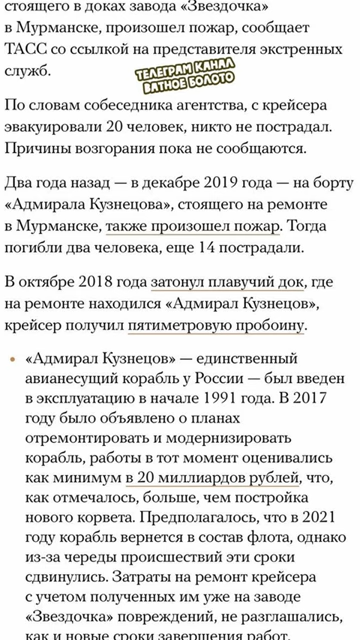 стоящего в доках завода «Звездочка»
в Мурманске, произошел пожар, сообщает
ТАСС со ссылкой на представителя экстренных
служб.
ТЕЛЕГРАМ КАНАЛ
ВАТНОЕ БОЛОТО
По словам собеседника агентства, с крейсера
эвакуировали 20 человек, никто не пострадал.
Причины возгорания пока не сообщаются.
Два года назад — в декабре 2019 года — на борту
«Адмирала Кузнецова», стоящего на ремонте
в Мурманске, также произошел пожар. Тогда
погибли два человека, еще 14 пострадали.
В октябре 2018 года затонул плавучий док, где
на ремонте находился «Адмирал Кузнецов»,
крейсер получил пятиметровую пробоину.
• «Адмирал Кузнецов» — единственный
авианесущий корабль у России — был введен
в эксплуатацию в начале 1991 года. В 2017
году было объявлено о планах
отремонтировать и модернизировать
корабль, работы в тот момент оценивались
как минимум в 20 миллиардов рублей, что,
как отмечалось, больше, чем постройка
нового корвета. Предполагалось, что в 2021
году корабль вернется в состав флота, однако
из-за череды происшествий эти сроки
сдвинулись. Затраты на ремонт крейсера
с учетом полученных им уже на заводе
«Звездочка» повреждений, не разглашались,
как и новые сроки завершения работ.